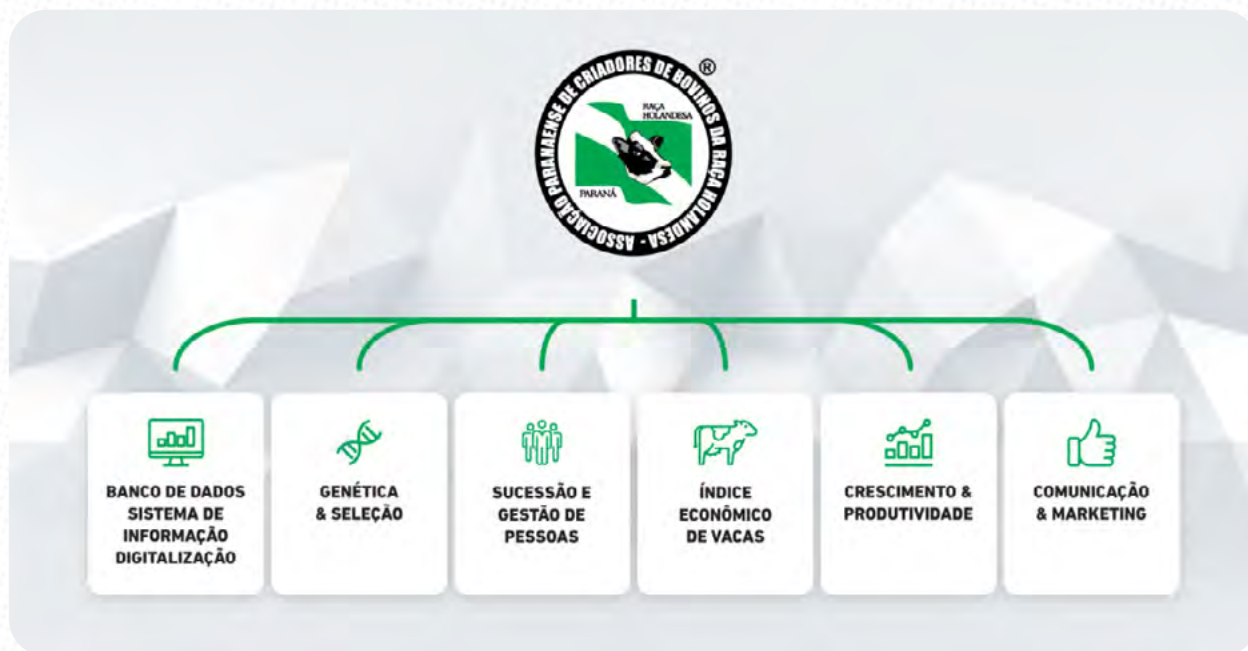 ASSOCIAÇÃO PARANAENSE DE CRIADORES DE BOVINOS DA RAÇA HOLANDESA -
®
RAÇA
HOLANDESA
PARANÁ
BANCO DE DADOS
SISTEMA DE
INFORMAÇÃO
DIGITALIZAÇÃO
GENÉTICA
& SELEÇÃO
SUCESSÃO E
GESTÃO DE
PESSOAS
ÍNDICE
ECONÔMICO
DE VACAS
CRESCIMENTO &
PRODUTIVIDADE
COMUNICAÇÃO
& MARKETING